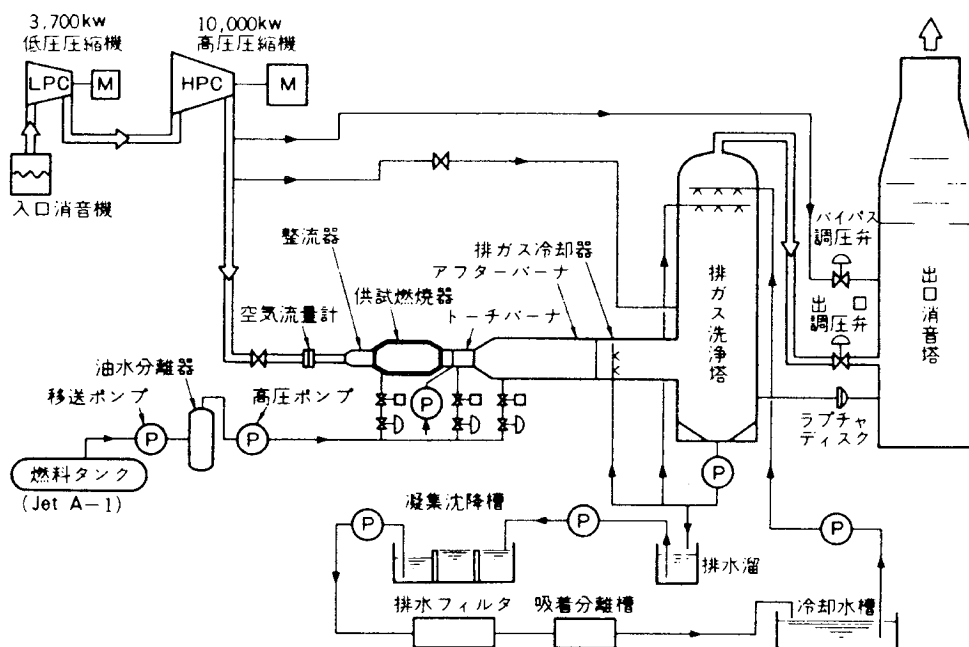 3,700kw
低圧圧縮機
10,000kw
高圧圧縮機
LPC
M
HPC
M
入口消音機
整流器
供試燃焼器
空気流量計
排ガス冷却器
アフターバーナ
トーチバーナ
排ガス洗浄塔
バイパス
調圧弁
出口
調圧弁
出口消音塔
ラプチャ
ディスク
油水分離器
移送ポンプ
高圧ポンプ
P
P
P
燃料タンク
(Jet A-1)
P
凝集沈降槽
P
P
P
排水溜
排水フィルタ
吸着分離槽
冷却水槽